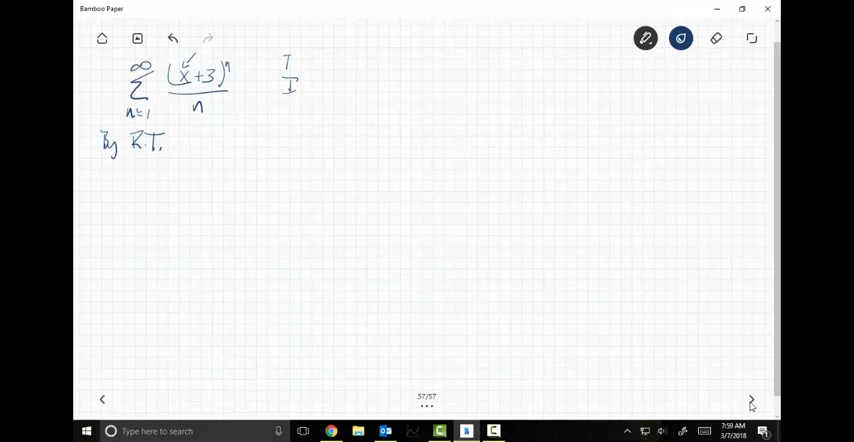 Bamboo Paper
∞
(x+3)^n
Σ
n
n=1
By R.T.
57/57
Type here to search
7:59 AM
3/7/2018